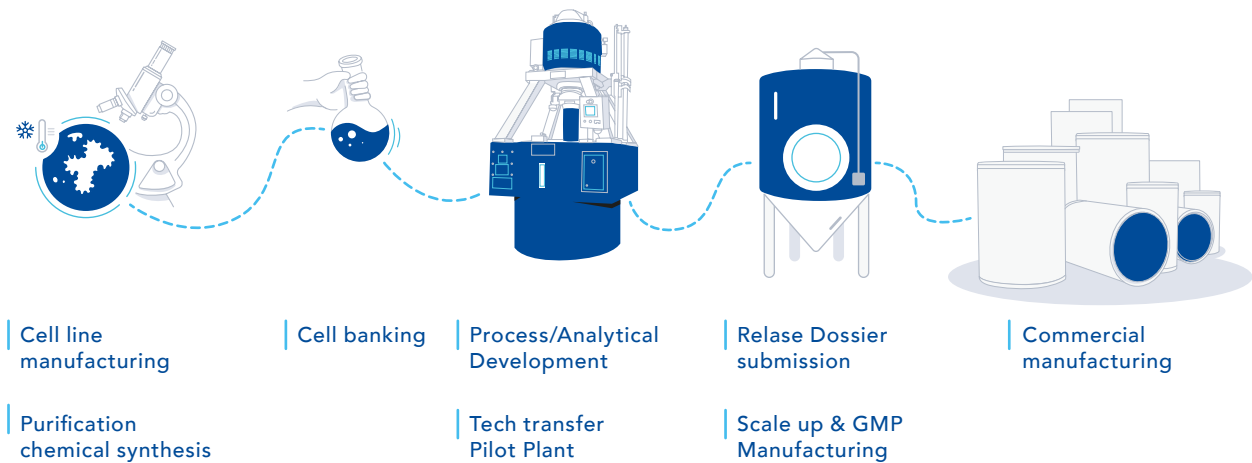 Cell line
manufacturing
Cell banking
Process/Analytical
Development
Relase Dossier
submission
Commercial
manufacturing
Purification
chemical synthesis
Tech transfer
Pilot Plant
Scale up & GMP
Manufacturing